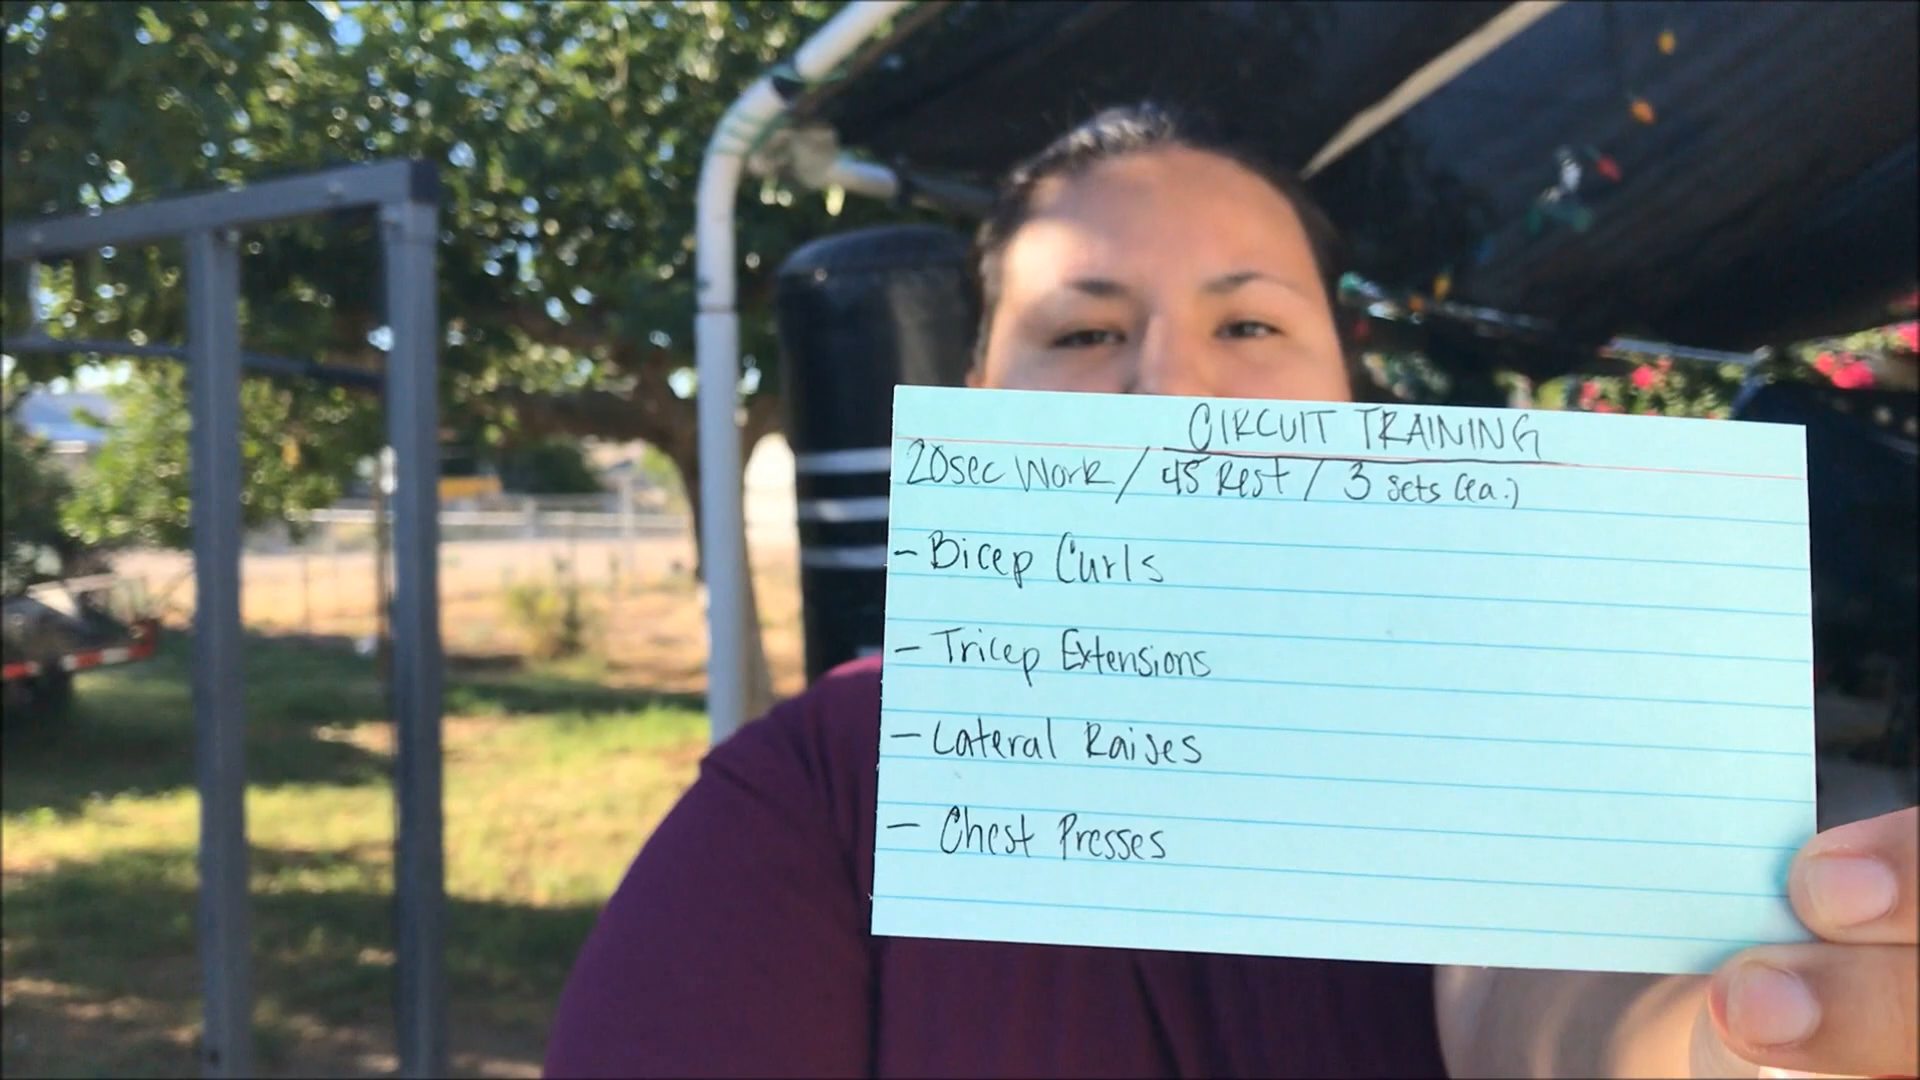 CIRCUIT TRAINING
20sec Work / 45 Rest / 3 sets (ea.)
- Bicep Curls
- Tricep Extensions
- Lateral Raises
- Chest Presses